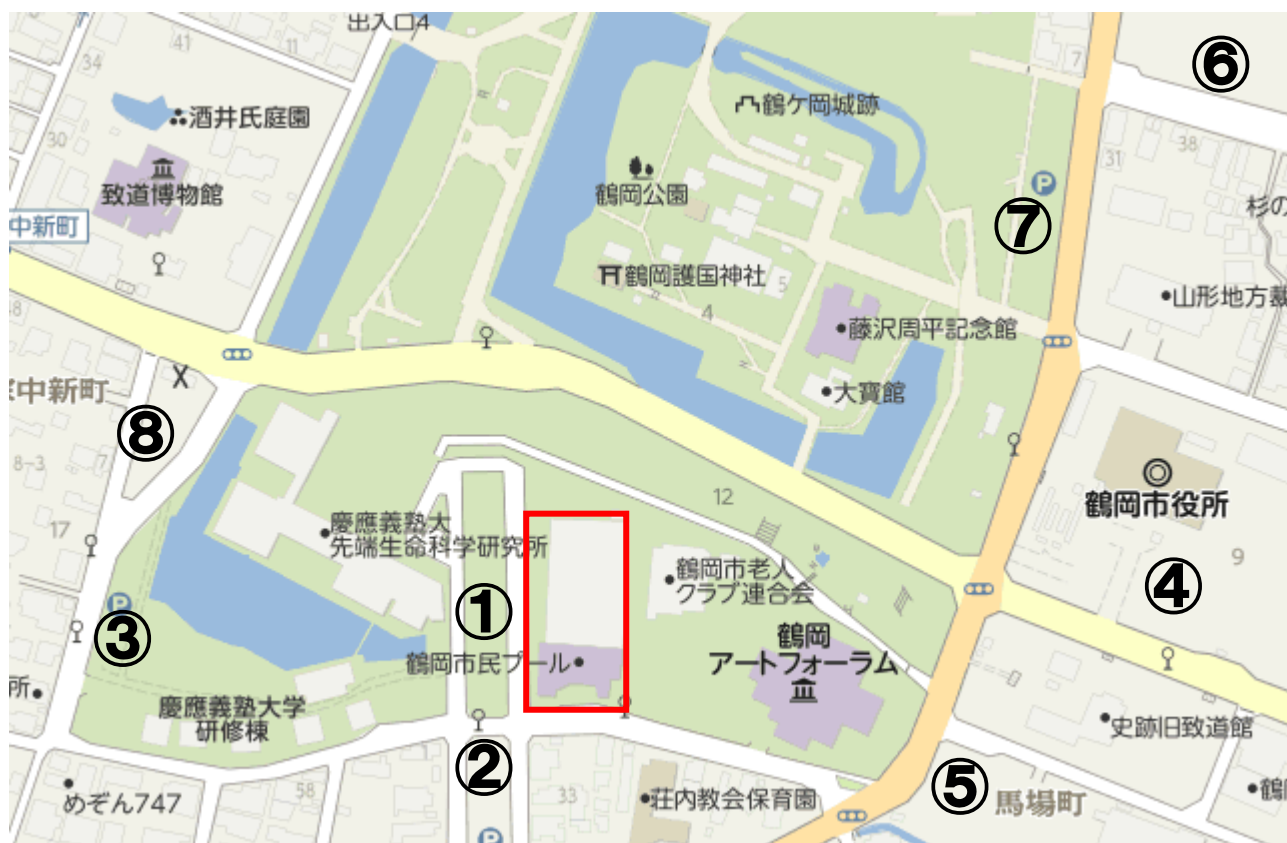 出入口4
41
11
34
30
酒井氏庭園
致道博物館
中新町
鶴ケ岡城跡
鶴岡公園
鶴岡護国神社
5
4
藤沢周平記念館
大寳館
P
7
⑥
38
31
杉の
⑦
山形地方裁
中新町
⑧
8-3
7
17
12
鶴岡市役所
9
④
慶應義塾大
先端生命科学研究所
①
鶴岡市老人
クラブ連合会
鶴岡
アートフォーラム
鶴岡市民プール
P
③
所
慶應義塾大学
研修棟
②
史跡旧致道館
めぞん747
58
33
荘内教会保育園
⑤
馬場町
P